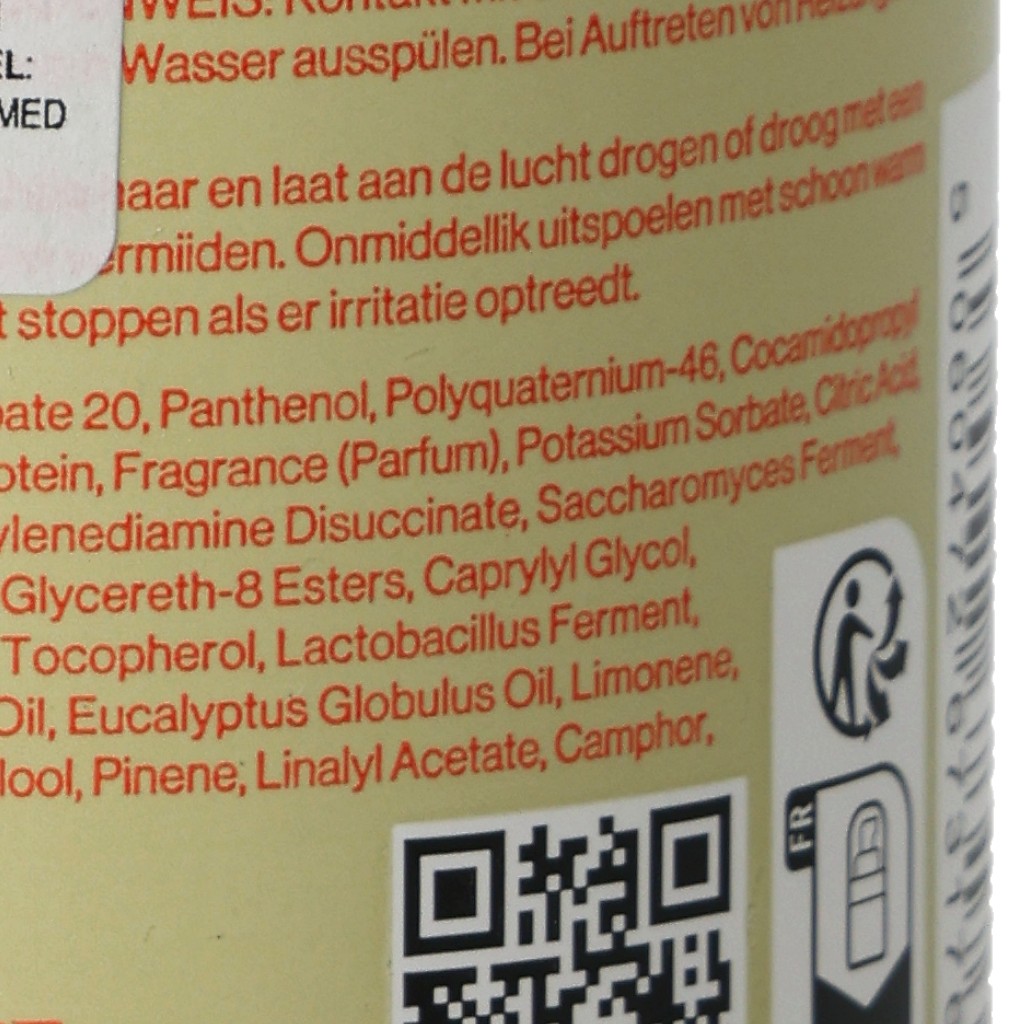 EL:
MED
Wasser ausspülen. Bei Auftreten von
haar en laat aan de lucht drogen of droog met een
ermijden. Onmiddellik uitspoelen met schoon warm
t stoppen als er irritatie optreedt.
bate 20, Panthenol, Polyquaternium-46, Cocamidopropyl
otein, Fragrance (Parfum), Potassium Sorbate, Citric Acid,
ylenediamine Disuccinate, Saccharomyces Ferment,
Glycereth-8 Esters, Caprylyl Glycol,
Tocopherol, Lactobacillus Ferment,
Oil, Eucalyptus Globulus Oil, Limonene,
lool, Pinene, Linalyl Acetate, Camphor,
FR